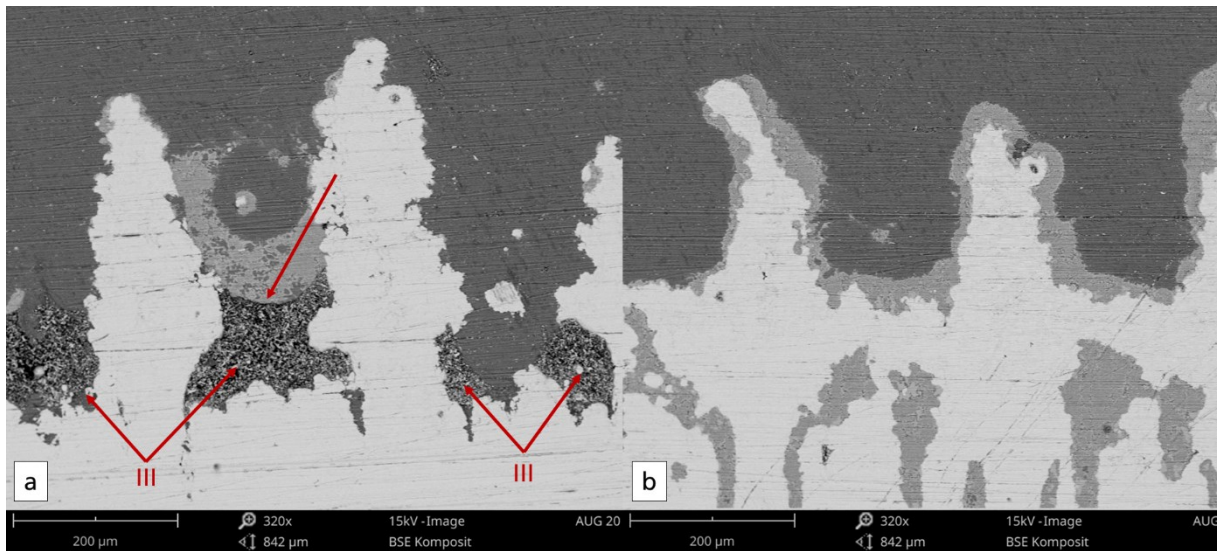 III
III
a
b
320x
15kV - Image
AUG 20
200 µm
842 µm
BSE Komposit
320x
15kV - Image
AUG
200 µm
842 µm
BSE Komposit